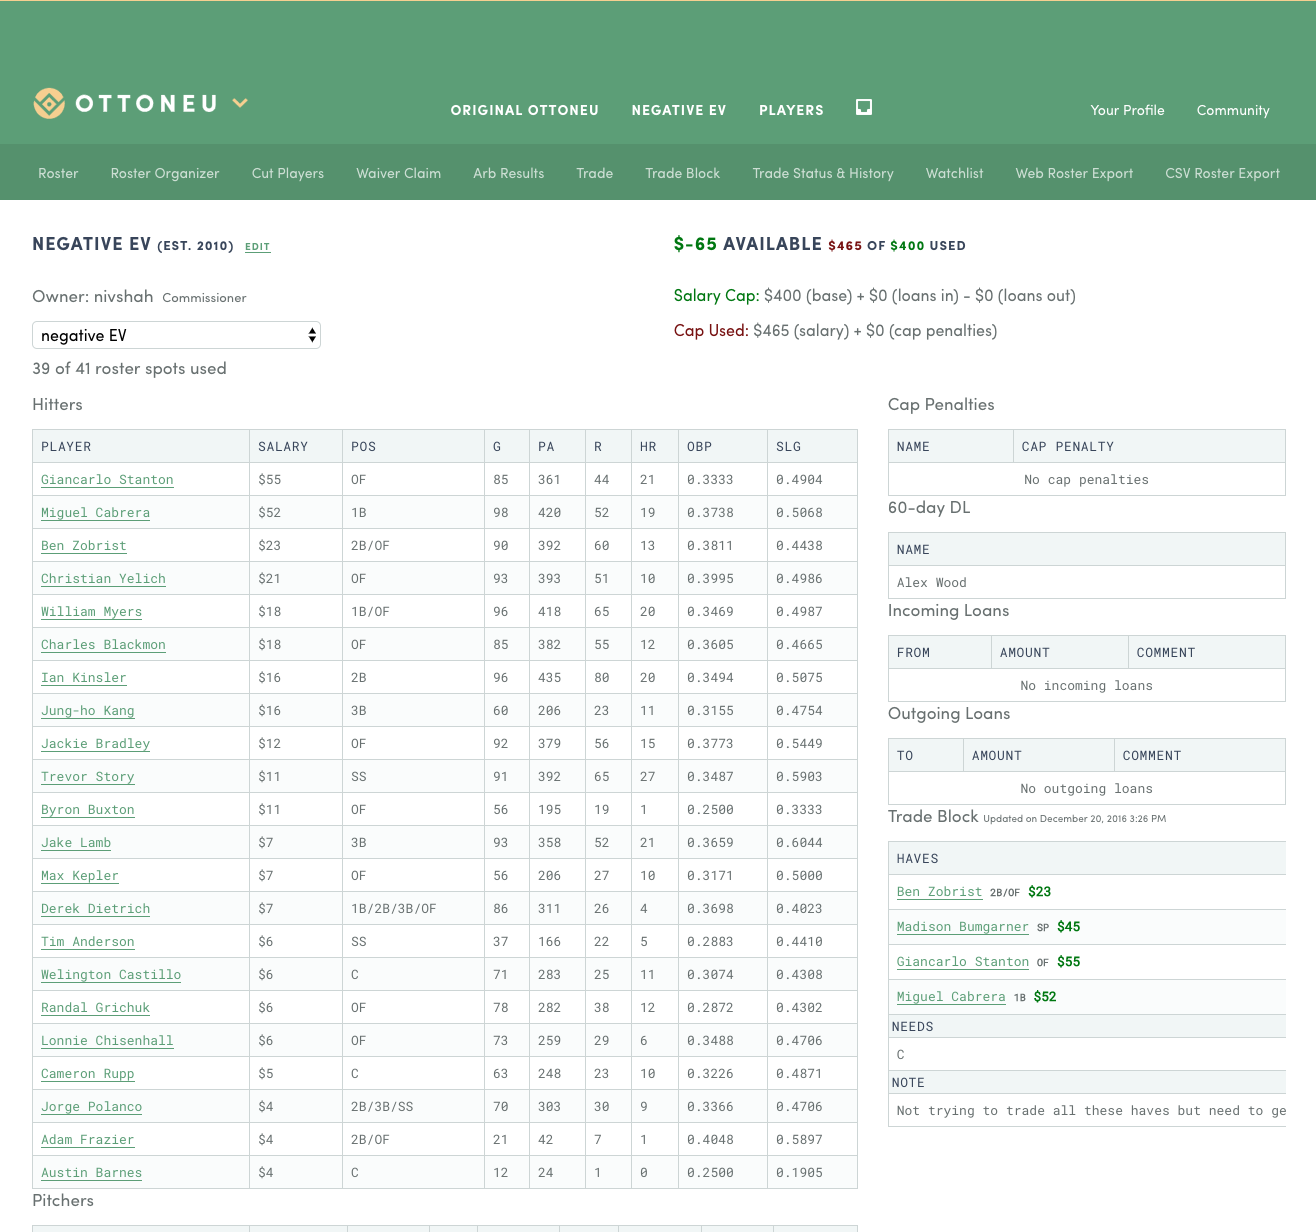 OTTONEU
ORIGINAL OTTONEU NEGATIVE EV PLAYERS
Your Profile Community
Roster Roster Organizer Cut Players Waiver Claim Arb Results Trade Trade Block Trade Status & History Watchlist Web Roster Export CSV Roster Export
NEGATIVE EV (EST. 2010) EDIT
Owner: nivshah Commissioner
negative EV
39 of 41 roster spots used
$-65 AVAILABLE $465 OF $400 USED
Salary Cap: $400 (base) + $0 (loans in) - $0 (loans out)
Cap Used: $465 (salary) + $0 (cap penalties)
Hitters
PLAYER SALARY POS G PA R HR OBP SLG
Giancarlo Stanton $55 OF 85 361 44 21 0.3333 0.4904
Miguel Cabrera $52 1B 98 420 52 19 0.3738 0.5068
Ben Zobrist $23 2B/OF 90 392 60 13 0.3811 0.4438
Christian Yelich $21 OF 93 393 51 10 0.3995 0.4986
William Myers $18 1B/OF 96 418 65 20 0.3469 0.4987
Charles Blackmon $18 OF 85 382 55 12 0.3605 0.4665
Ian Kinsler $16 2B 96 435 80 20 0.3494 0.5075
Jung-ho Kang $16 3B 60 206 23 11 0.3155 0.4754
Jackie Bradley $12 OF 92 379 56 15 0.3773 0.5449
Trevor Story $11 SS 91 392 65 27 0.3487 0.5903
Byron Buxton $11 OF 56 195 19 1 0.2500 0.3333
Jake Lamb $7 3B 93 358 52 21 0.3659 0.6044
Max Kepler $7 OF 56 206 27 10 0.3171 0.5000
Derek Dietrich $7 1B/2B/3B/OF 86 311 26 4 0.3698 0.4023
Tim Anderson $6 SS 37 166 22 5 0.2883 0.4410
Welington Castillo $6 C 71 283 25 11 0.3074 0.4308
Randal Grichuk $6 OF 78 282 38 12 0.2872 0.4302
Lonnie Chisenhall $6 OF 73 259 29 6 0.3488 0.4706
Cameron Rupp $5 C 63 248 23 10 0.3226 0.4871
Jorge Polanco $4 2B/3B/SS 70 303 30 9 0.3366 0.4706
Adam Frazier $4 2B/OF 21 42 7 1 0.4048 0.5897
Austin Barnes $4 C 12 24 1 0 0.2500 0.1905
Pitchers
Cap Penalties
NAME CAP PENALTY
No cap penalties
60-day DL
NAME
Alex Wood
Incoming Loans
FROM AMOUNT COMMENT
No incoming loans
Outgoing Loans
TO AMOUNT COMMENT
No outgoing loans
Trade Block Updated on December 20, 2016 3:26 PM
HAVES
Ben Zobrist 2B/OF $23
Madison Bumgarner SP $45
Giancarlo Stanton OF $55
Miguel Cabrera 1B $52
NEEDS
C
NOTE
Not trying to trade all these haves but need to ge